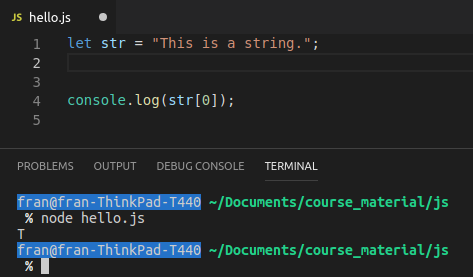 JS hello.js
1 let str = "This is a string.";
2
3
4 console.log(str[0]);
5
PROBLEMS OUTPUT DEBUG CONSOLE TERMINAL
fran@fran-ThinkPad-T440 ~/Documents/course_material/js
% node hello.js
T
fran@fran-ThinkPad-T440 ~/Documents/course_material/js
%